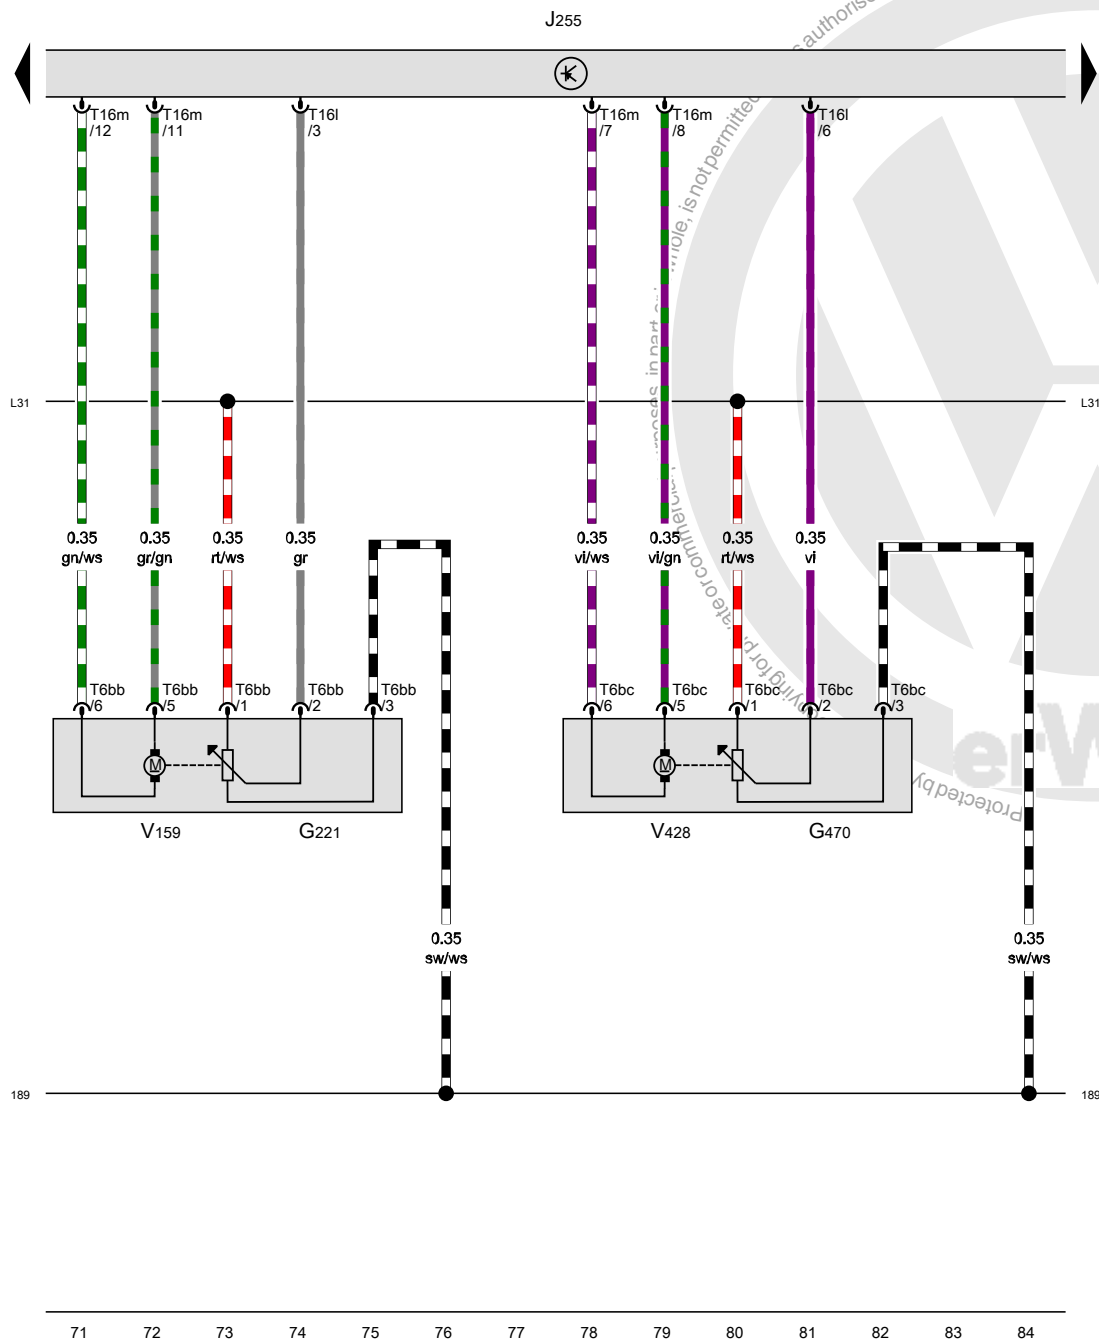 J255
T16m
/12
T16m
/11
T16l
/3
T16m
/7
T16m
/8
T16l
/6
L31
L31
0.35
gn/ws
0.35
gr/gn
0.35
rt/ws
0.35
gr
0.35
vi/ws
0.35
vi/gn
0.35
rt/ws
0.35
vi
T6bb
/6
T6bb
/5
T6bb
/1
T6bb
/2
T6bb
/3
T6bc
/6
T6bc
/5
T6bc
/1
T6bc
/2
T6bc
/3
M
M
V159
G221
V428
G470
0.35
sw/ws
0.35
sw/ws
189
189
71 72 73 74 75 76 77 78 79 80 81 82 83 84
Protected by